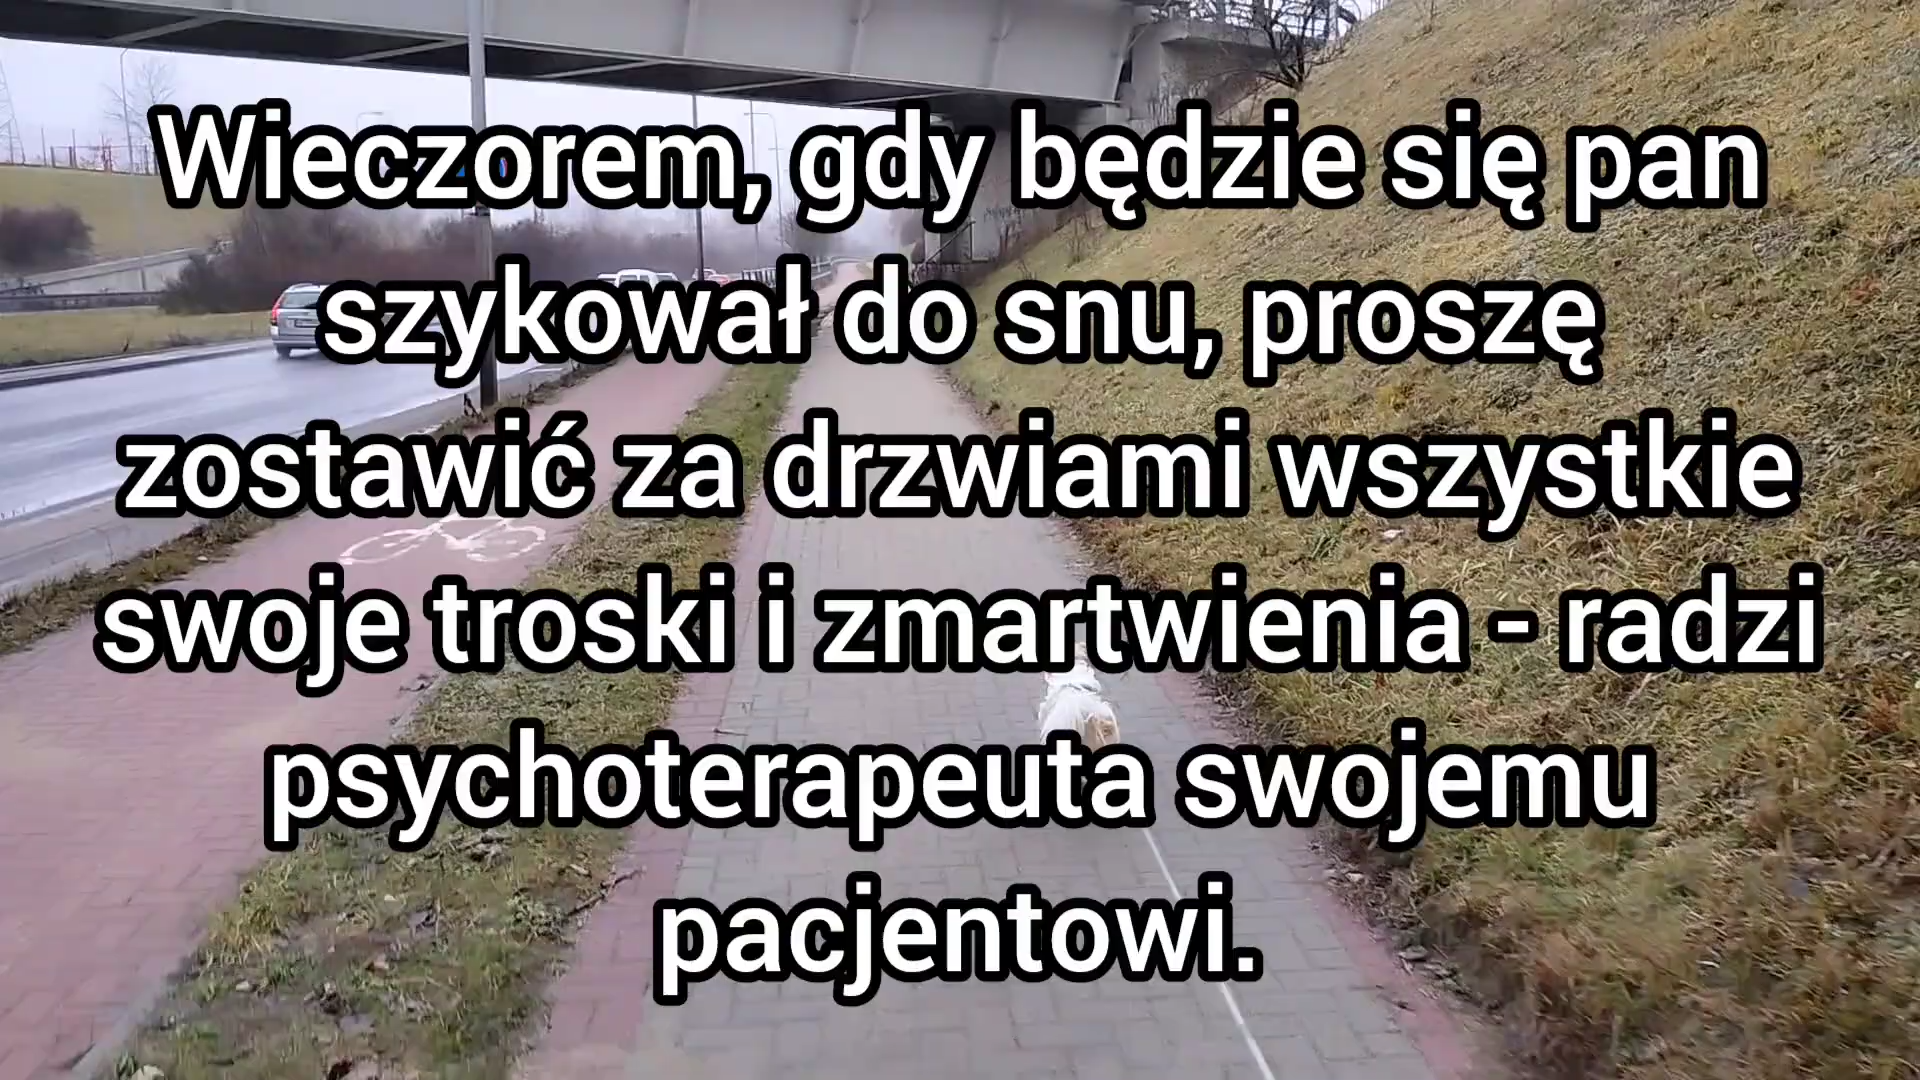 Wieczorem, gdy będzie się pan
szykował do snu, proszę
zostawić za drzwiami wszystkie
swoje troski i zmartwienia - radzi
psychoterapeuta swojemu
pacjentowi.